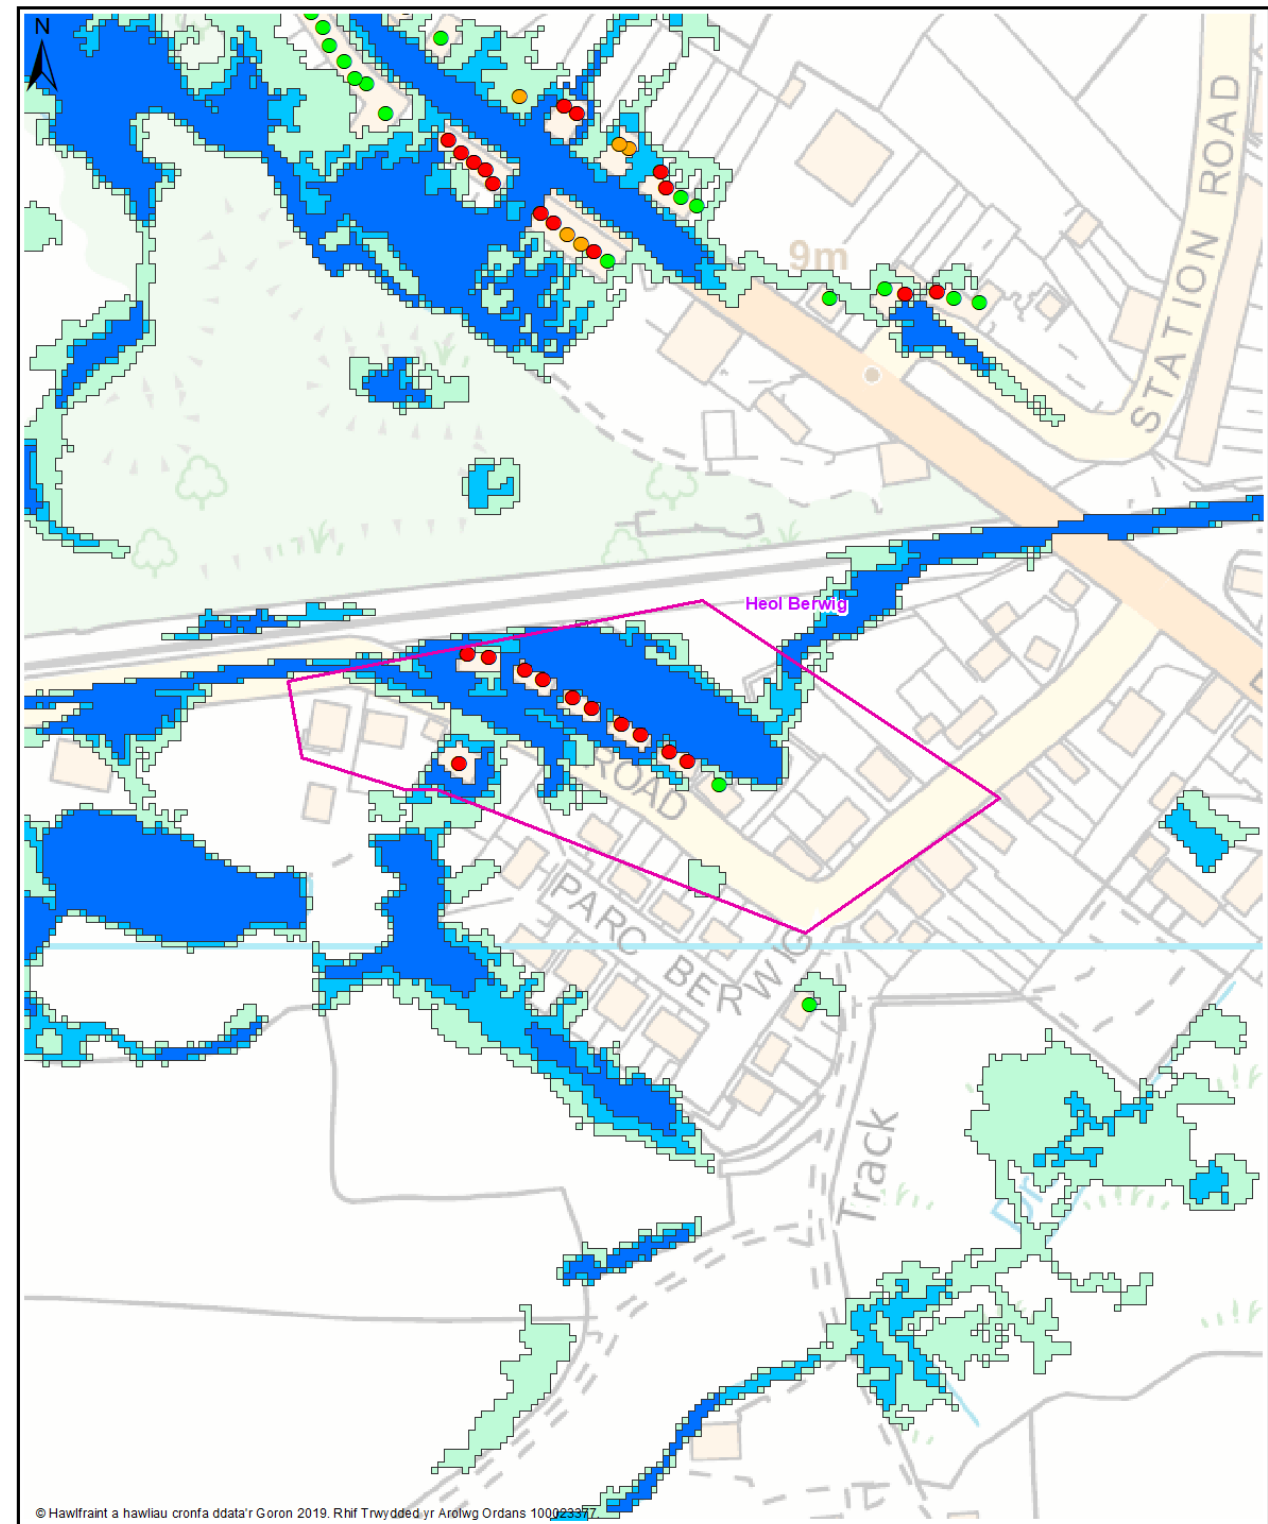 N
STATION ROAD
9m
Heol Berwig
ROAD
PARC BERWIG
Track
Dr
© Hawlfraint a hawliau cronfa ddata'r Goron 2019. Rhif Trwydded yr Arolwg Ordans 100023377.